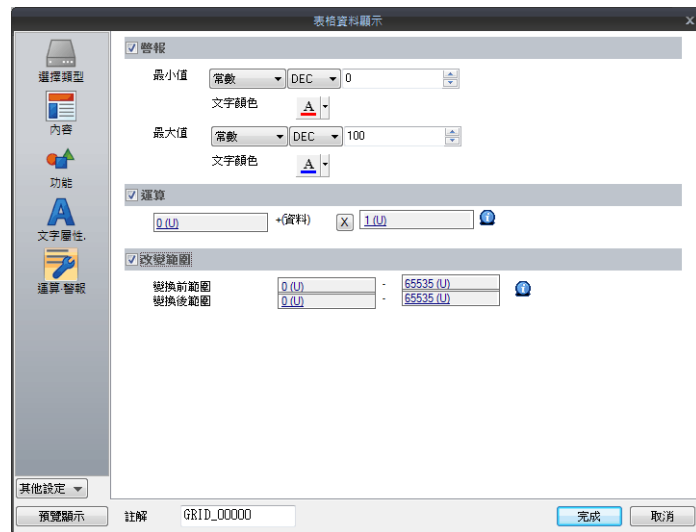 表格資料顯示
選擇類型
內容
功能
文字屬性.
運算·警報
警報
最小值 常數 DEC 0
文字顏色 A
最大值 常數 DEC 100
文字顏色 A
運算
0 (U) +(資料) X 1 (U)
改變範圍
變換前範圍 0 (U) - 65535 (U)
變換後範圍 0 (U) - 65535 (U)
其他設定
預覽顯示 註解 GRID_00000 完成 取消